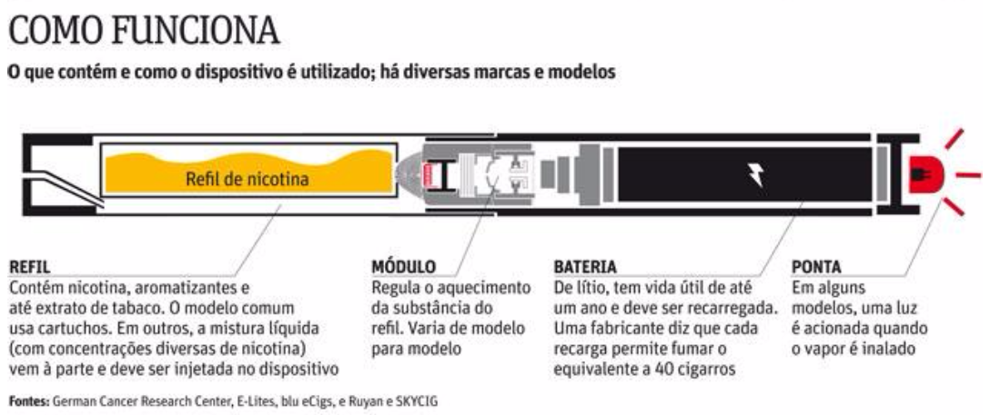 COMO FUNCIONA
O que contém e como o dispositivo é utilizado; há diversas marcas e modelos
Refil de nicotina
REFIL
Contém nicotina, aromatizantes e
até extrato de tabaco. O modelo comum
usa cartuchos. Em outros, a mistura líquida
(com concentrações diversas de nicotina)
vem à parte e deve ser injetada no dispositivo
MÓDULO
Regula o aquecimento
da substância do
refil. Varia de modelo
para modelo
BATERIA
De lítio, tem vida útil de até
um ano e deve ser recarregada.
Uma fabricante diz que cada
recarga permite fumar o
equivalente a 40 cigarros
PONTA
Em alguns
modelos, uma luz
é acionada quando
o vapor é inalado
Fontes: German Cancer Research Center, E-Lites, blu eCigs, e Ruyan e SKYCIG